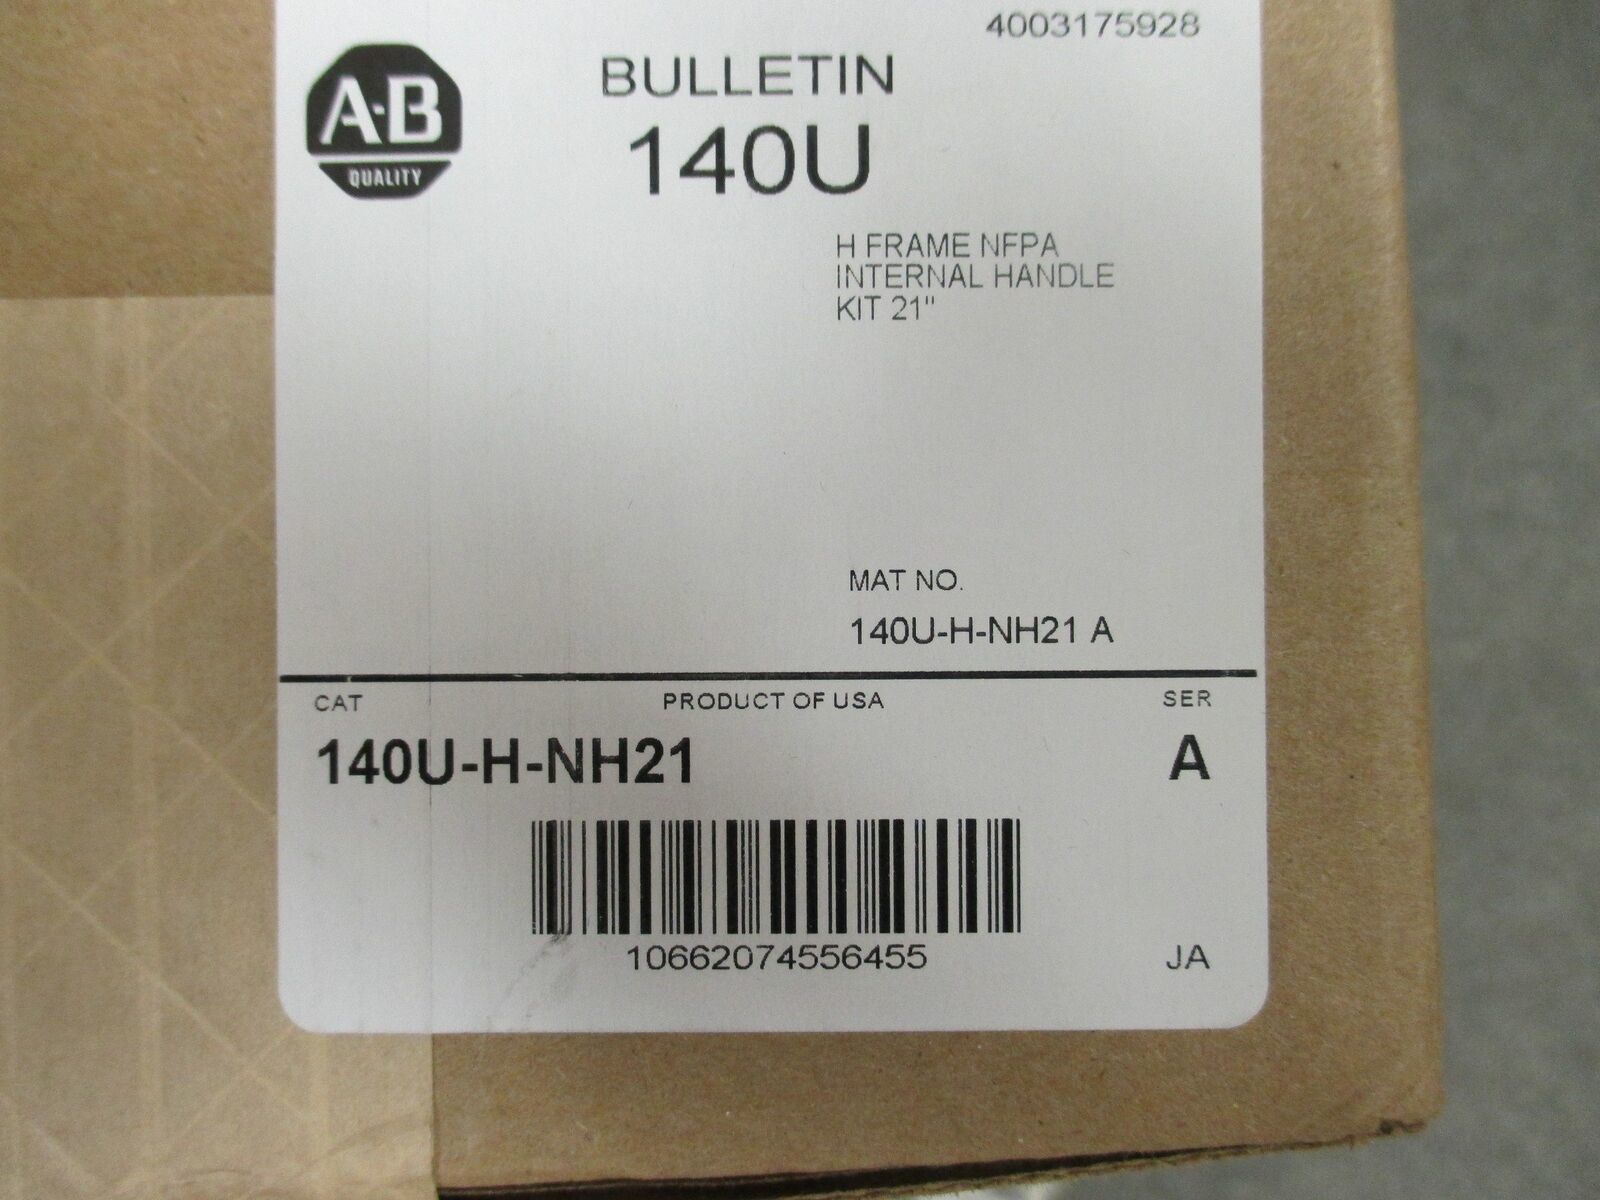 4003175928
A-B
QUALITY
BULLETIN
140U
H FRAME NFPA
INTERNAL HANDLE
KIT 21"
MAT NO.
140U-H-NH21 A
CAT
PRODUCT OF USA
SER
140U-H-NH21
A
10662074556455
JA